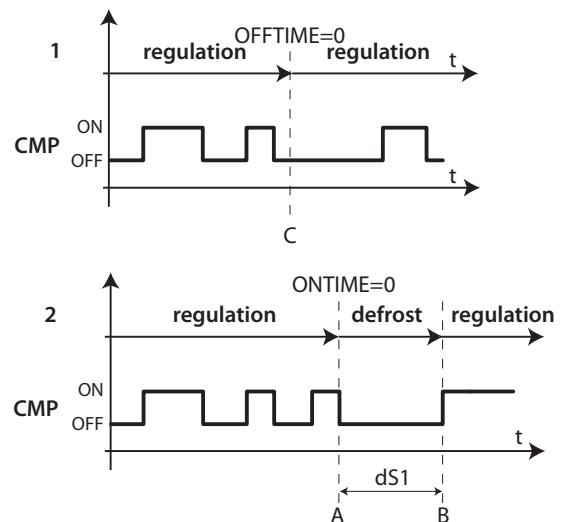 OFFTIME=0
1 regulation regulation t
ON
CMP
OFF
t
C
ONTIME=0
2 regulation defrost regulation
ON
CMP
OFF
t
dS1
A B